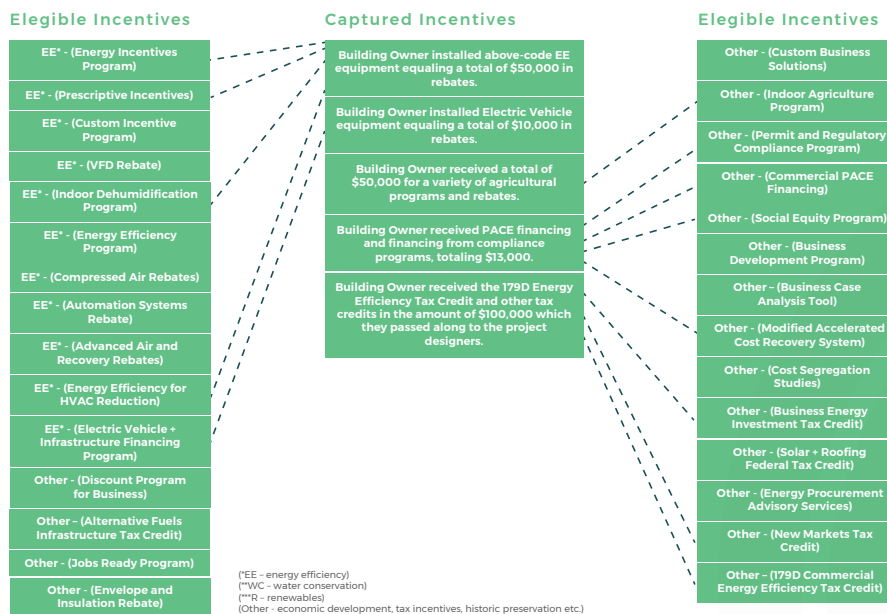 Elegible Incentives
EE* - (Energy Incentives
Program)
EE* - (Prescriptive Incentives)
EE* - (Custom Incentive
Program)
EE* - (VFD Rebate)
EE* - (Indoor Dehumidification
Program)
EE* - (Energy Efficiency
Program)
EE* - (Compressed Air Rebates)
EE* - (Automation Systems
Rebate)
EE* - (Advanced Air and
Recovery Rebates)
EE* - (Energy Efficiency for
HVAC Reduction)
EE* - (Electric Vehicle +
Infrastructure Financing
Program)
Other - (Discount Program
for Business)
Other – (Alternative Fuels
Infrastructure Tax Credit)
Other - (Jobs Ready Program)
Other - (Envelope and
Insulation Rebate)
Captured Incentives
Building Owner installed above-code EE
equipment equaling a total of $50,000 in
rebates.
Building Owner installed Electric Vehicle
equipment equaling a total of $10,000 in
rebates.
Building Owner received a total of
$50,000 for a variety of agricultural
programs and rebates.
Building Owner received PACE financing
and financing from compliance
programs, totaling $13,000.
Building Owner received the 179D Energy
Efficiency Tax Credit and other tax
credits in the amount of $100,000 which
they passed along to the project
designers.
(*EE – energy efficiency)
(**WC – water conservation)
(***R – renewables)
(Other - economic development, tax incentives, historic preservation etc.)
Elegible Incentives
Other - (Custom Business
Solutions)
Other - (Indoor Agriculture
Program)
Other - (Permit and Regulatory
Compliance Program)
Other - (Commercial PACE
Financing)
Other - (Social Equity Program)
Other - (Business
Development Program)
Other – (Business Case
Analysis Tool)
Other - (Modified Accelerated
Cost Recovery System)
Other - (Cost Segregation
Studies)
Other - (Business Energy
Investment Tax Credit)
Other - (Solar + Roofing
Federal Tax Credit)
Other - (Energy Procurement
Advisory Services)
Other - (New Markets Tax
Credit)
Other – (179D Commercial
Energy Efficiency Tax Credit)